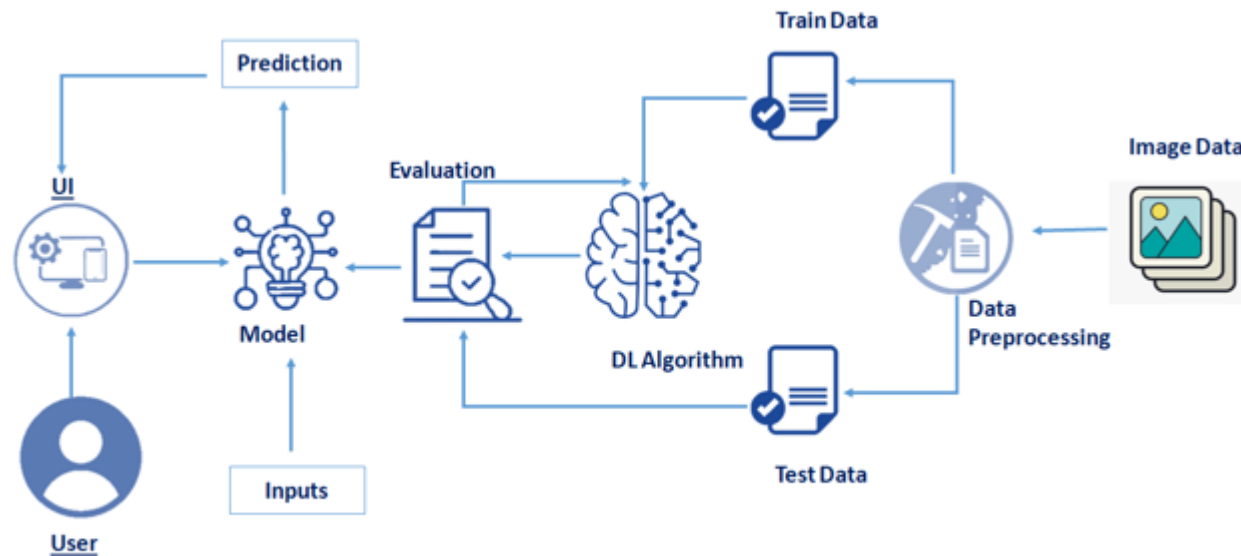 Train Data
Prediction
Image Data
Evaluation
UI
Data
Preprocessing
Model
DL Algorithm
Test Data
Inputs
User